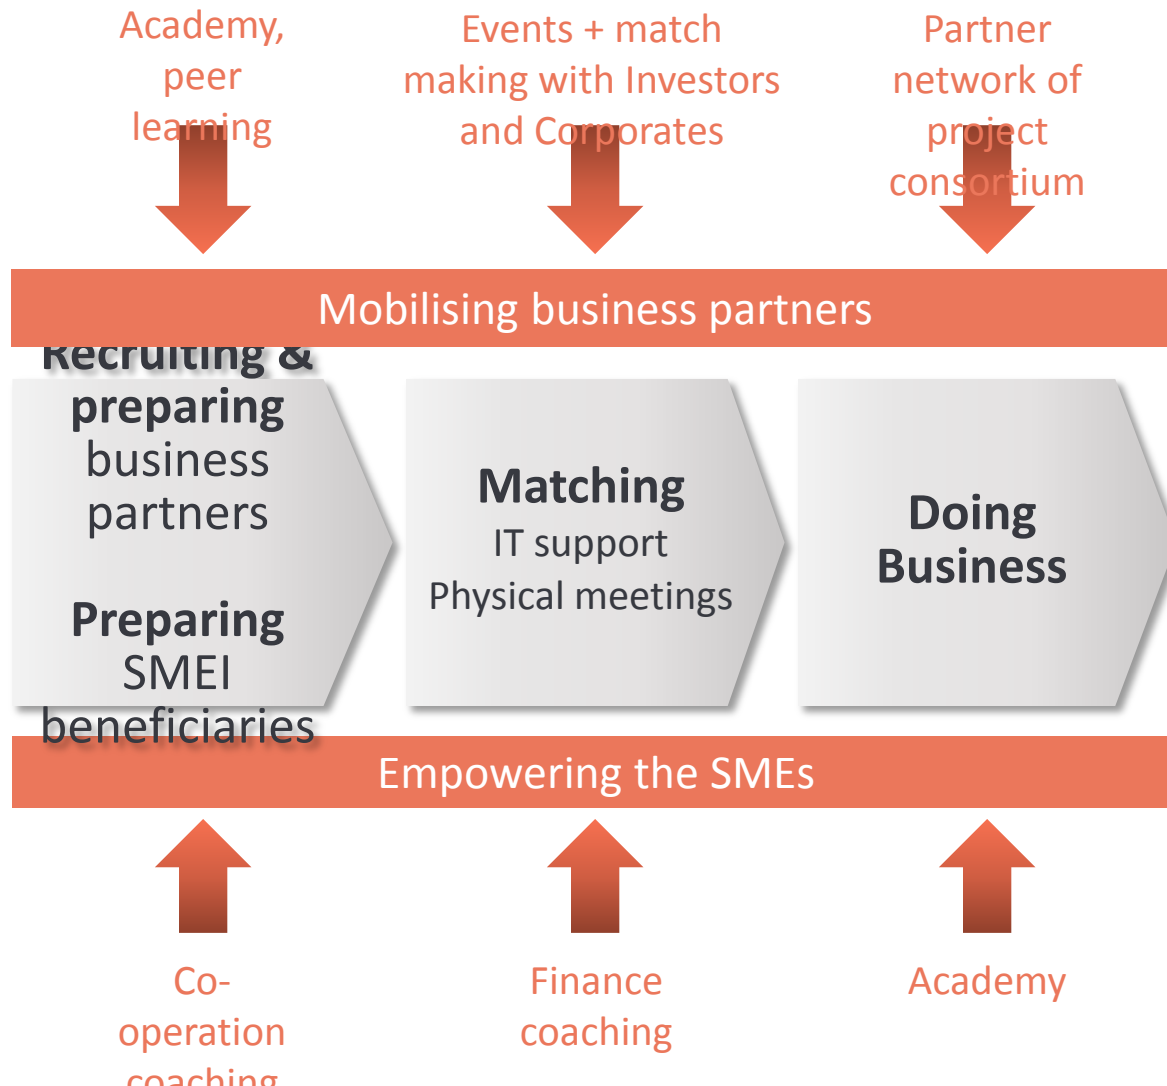 Academy,
peer
learning
Events + match
making with Investors
and Corporates
Partner
network of
project
consortium
Mobilising business partners
Recruiting &
preparing
business
partners
Preparing
SMEI
beneficiaries
Matching
IT support
Physical meetings
Doing
Business
Empowering the SMEs
Co-
operation
coaching
Finance
coaching
Academy